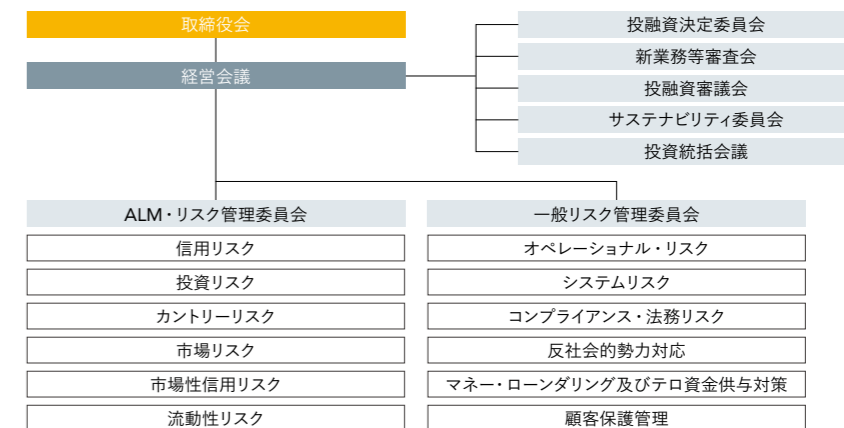 取締役会
経営会議
投融資決定委員会
新業務等審査会
投融資審議会
サステナビリティ委員会
投資統括会議
ALM・リスク管理委員会
信用リスク
投資リスク
カントリーリスク
市場リスク
市場性信用リスク
流動性リスク
一般リスク管理委員会
オペレーショナル・リスク
システムリスク
コンプライアンス・法務リスク
反社会的勢力対応
マネー・ローンダリング及びテロ資金供与対策
顧客保護管理